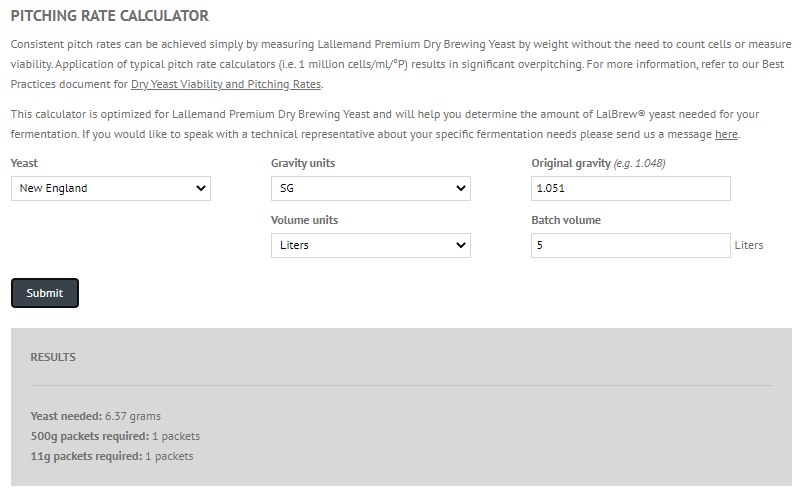 PITCHING RATE CALCULATOR
Consistent pitch rates can be achieved simply by measuring Lallemand Premium Dry Brewing Yeast by weight without the need to count cells or measure
viability. Application of typical pitch rate calculators (i.e. 1 million cells/ml/°P) results in significant overpitching. For more information, refer to our Best
Practices document for Dry Yeast Viability and Pitching Rates.
This calculator is optimized for Lallemand Premium Dry Brewing Yeast and will help you determine the amount of LalBrew® yeast needed for your
fermentation. If you would like to speak with a technical representative about your specific fermentation needs please send us a message here.
Yeast Gravity units Original gravity (e.g. 1.048)
New England SG 1.051
Volume units Batch volume
Liters 5 Liters
Submit
RESULTS
Yeast needed: 6.37 grams
500g packets required: 1 packets
11g packets required: 1 packets